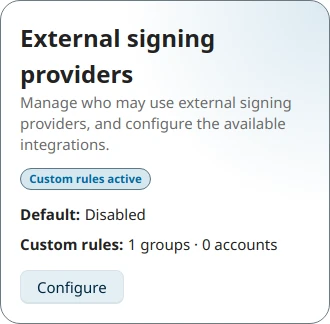 External signing
providers
Manage who may use external signing
providers, and configure the available
integrations.
Custom rules active
Default: Disabled
Custom rules: 1 groups · 0 accounts
Configure